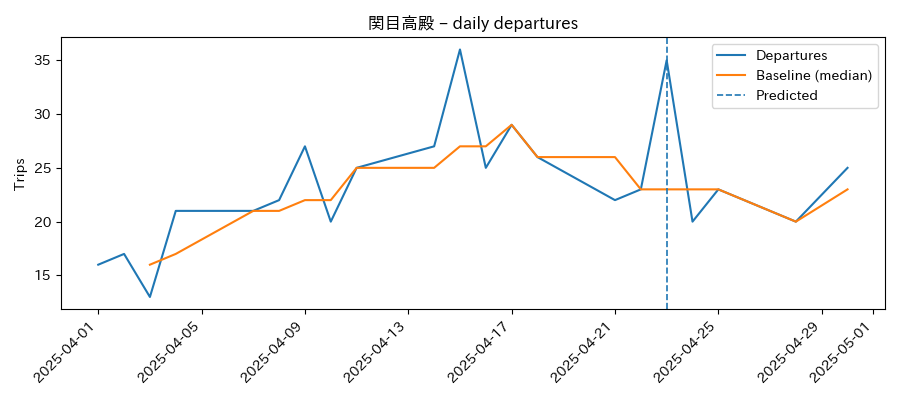 関目高殿 – daily departures
Trips
35
30
25
20
15
Departures
Baseline (median)
Predicted
2025-04-01
2025-04-05
2025-04-09
2025-04-13
2025-04-17
2025-04-21
2025-04-25
2025-04-29
2025-05-01